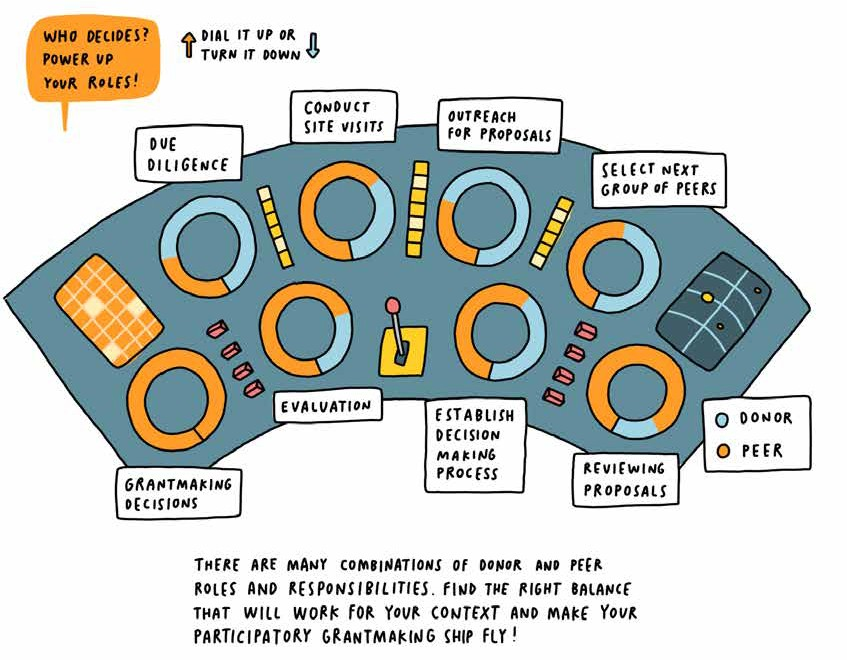 WHO DECIDES?
POWER UP
YOUR ROLES!
DIAL IT UP OR
TURN IT DOWN
DUE
DILIGENCE
CONDUCT
SITE VISITS
OUTREACH
FOR PROPOSALS
SELECT NEXT
GROUP OF PEERS
GRANTMAKING
DECISIONS
EVALUATION
ESTABLISH
DECISION
MAKING
PROCESS
REVIEWING
PROPOSALS
DONOR
PEER
THERE ARE MANY COMBINATIONS OF DONOR AND PEER
ROLES AND RESPONSIBILITIES. FIND THE RIGHT BALANCE
THAT WILL WORK FOR YOUR CONTEXT AND MAKE YOUR
PARTICIPATORY GRANTMAKING SHIP FLY!